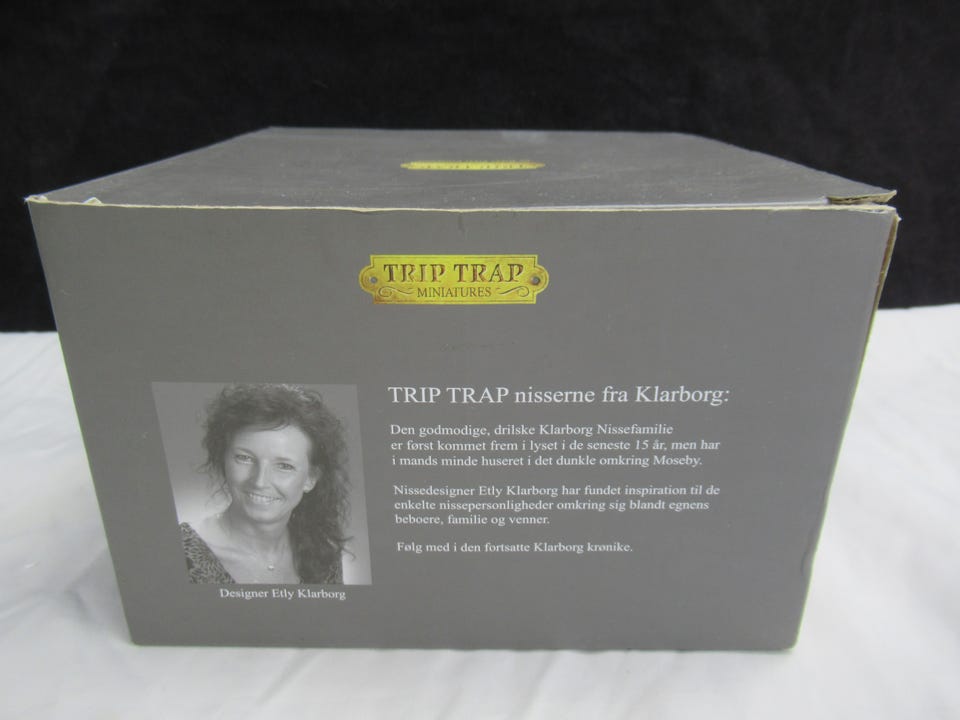 TRIP TRAP
MINIATURES
TRIP TRAP nisserne fra Klarborg:
Den godmodige, drilske Klarborg Nissefamilie
er først kommet frem i lyset i de seneste 15 år, men har
i mands minde huseret i det dunkle omkring Moseby.
Nissedesigner Etly Klarborg har fundet inspiration til de
enkelte nissepersonligheder omkring sig blandt egnens
beboere, familie og venner.
Følg med i den fortsatte Klarborg krønike.
Designer Etly Klarborg